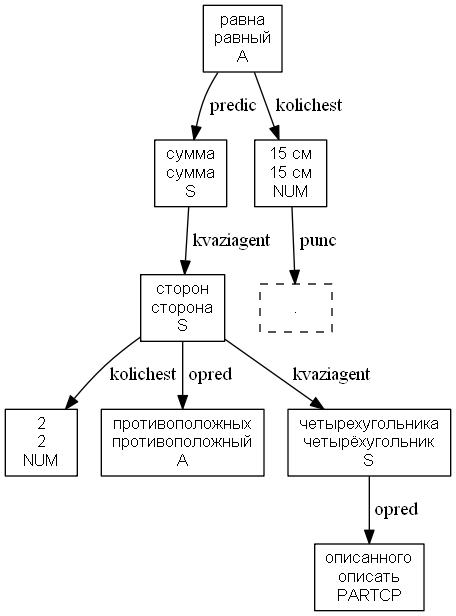 равна
равный
A
predic
kolichest
сумма
сумма
S
15 см
15 см
NUM
kvaziagent
punc
сторон
сторона
S
.
kolichest
opred
kvaziagent
2
2
NUM
противоположных
противоположный
A
четырехугольника
четырёхугольник
S
opred
описанного
описать
PARTCP